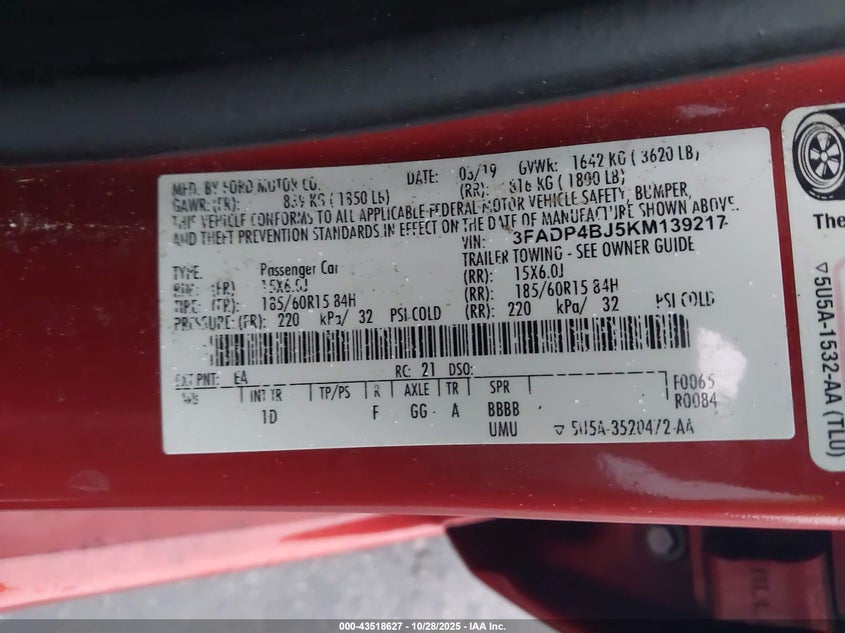 MFD. BY FORD MOTOR CO. DATE: 03/19 GVWR: 1642 KG ( 3620 LB)
GAWR: (FR) : 839 KG ( 1850 LB) (RR): 816 KG ( 1800 LB)
THIS VEHICLE CONFORMS TO ALL APPLICABLE FEDERAL MOTOR VEHICLE SAFETY, BUMPER,
AND THEFT PREVENTION STANDARDS IN EFFECT ON THE DATE OF MANUFACTURE SHOWN ABOVE.
VIN: 3FADP4BJ5KM139217
TYPE: Passenger Car TRAILER TOWING - SEE OWNER GUIDE
RIM: (FR) 15X6.0J (RR): 15X6.0J
TIRE: (FR): 185/60R15 84H (RR): 185/60R15 84H
PRESSURE: (FR): 220 kPa/ 32 PSI COLD (RR): 220 kPa/ 32 PSI COLD
EXT PNT: EA RC: 21 DSO: F0065
WB INT TR TP/PS R AXLE TR SPR R0084
1D F GG A BBBB
UMU ▽ 5U5A-3520472-AA
The
▽5U5A-1532-AA (TLU)
000-43518627 - 10/28/2025 - IAA Inc.